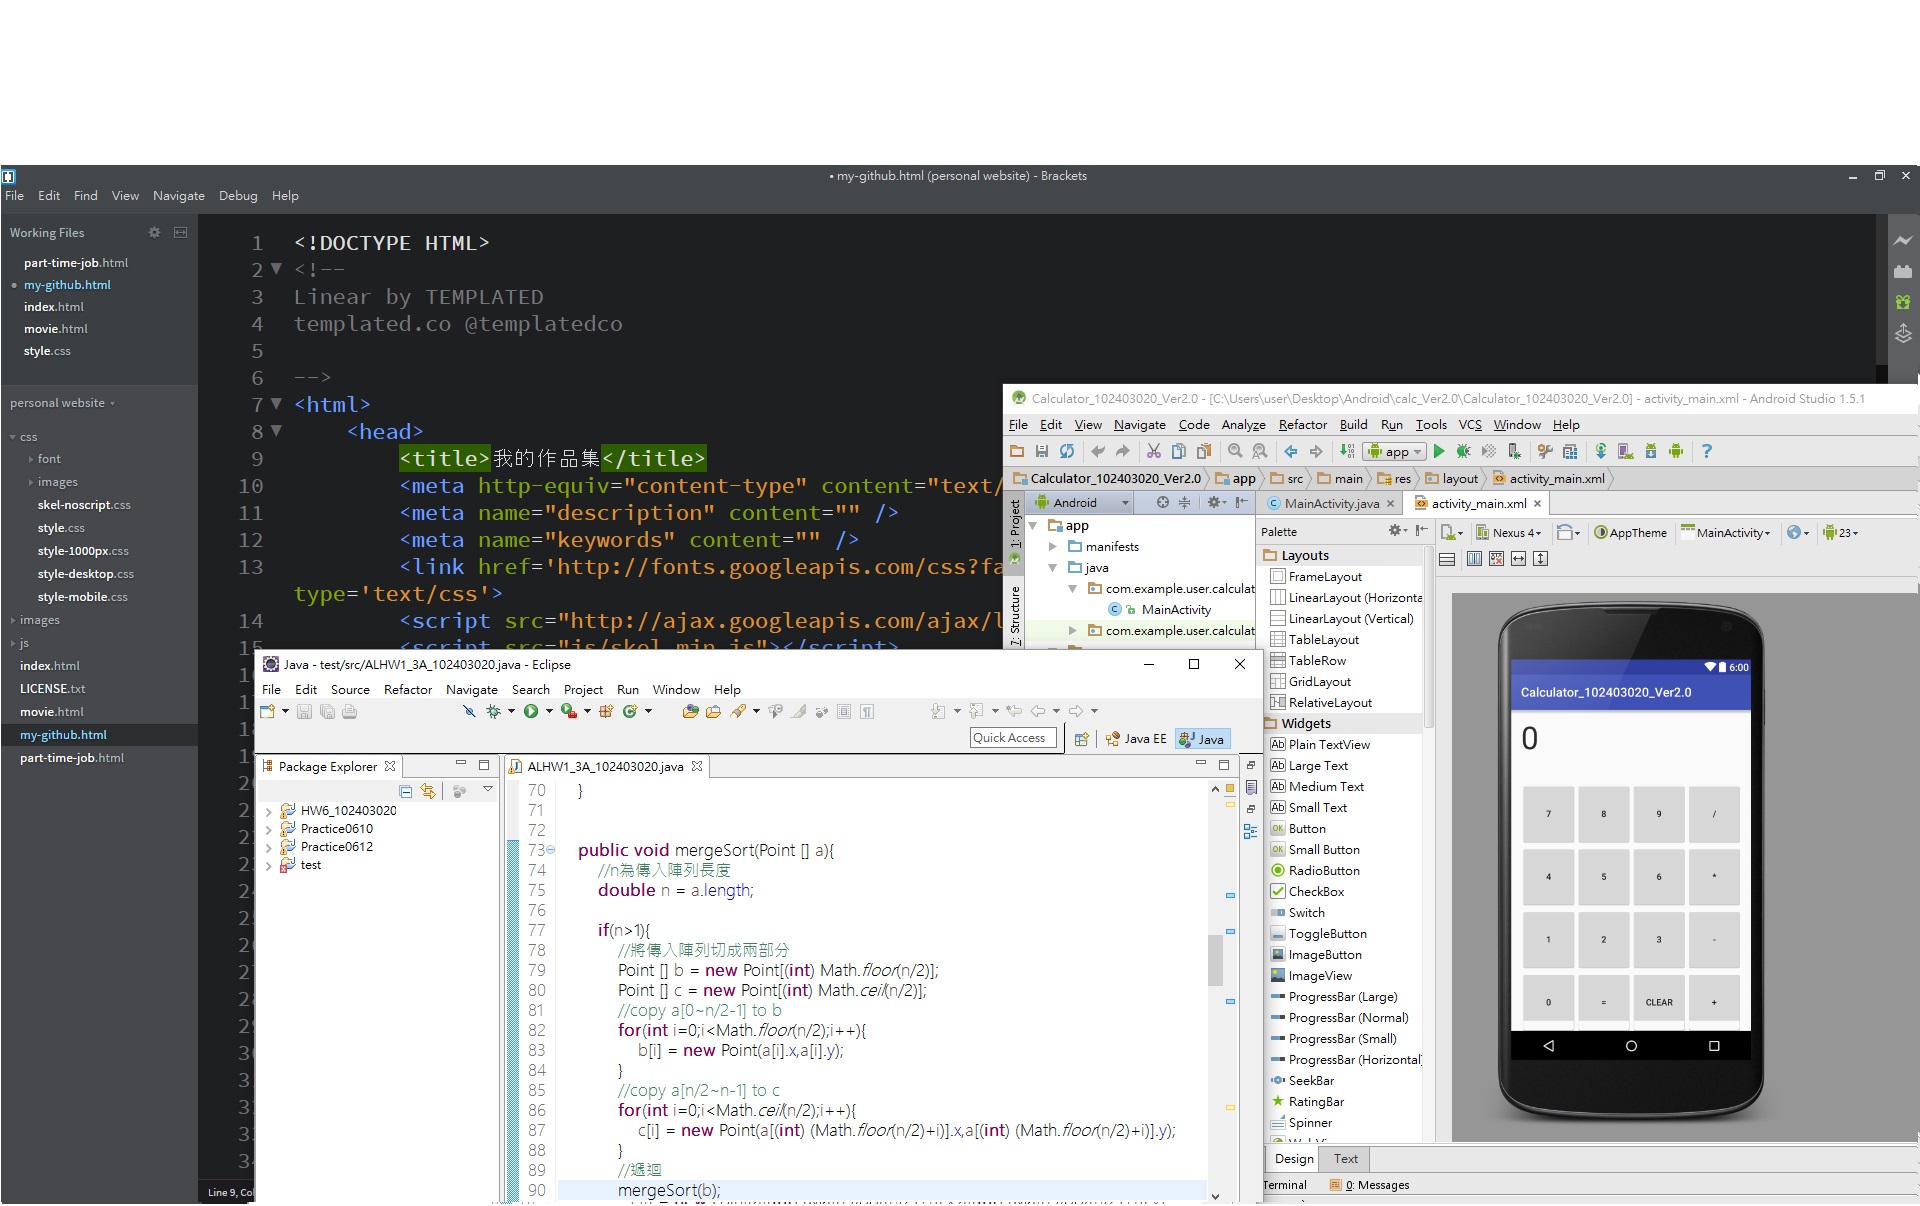 • my-github.html (personal website) - Brackets
File Edit Find View Navigate Debug Help
Working Files
part-time-job.html
my-github.html
index.html
movie.html
style.css
personal website
css
font
images
skel-noscript.css
style.css
style-1000px.css
style-desktop.css
style-mobile.css
images
js
index.html
LICENSE.txt
movie.html
my-github.html
part-time-job.html
1 <!DOCTYPE HTML>
2 <!--
3 Linear by TEMPLATED
4 templated.co @templatedco
5
6 -->
7 <html>
8 <head>
9 <title>我的作品集</title>
10 <meta http-equiv="content-type" content="text/
11 <meta name="description" content="" />
12 <meta name="keywords" content="" />
13 <link href='http://fonts.googleapis.com/css?fa
type='text/css'>
14 <script src="http://ajax.googleapis.com/ajax/l
15 <script src="js/skel.min.js"></script>
Line 9, Col
Calculator_102403020_Ver2.0 - [C:\Users\user\Desktop\Android\calc_Ver2.0\Calculator_102403020_Ver2.0] - activity_main.xml - Android Studio 1.5.1
File Edit View Navigate Code Analyze Refactor Build Run Tools VCS Window Help
app
Calculator_102403020_Ver2.0 app src main res layout activity_main.xml
1: Project
Z: Structure
Android
MainActivity.java activity_main.xml
app
manifests
java
com.example.user.calculat
MainActivity
com.example.user.calculat
Palette
Nexus 4 AppTheme MainActivity 23
Layouts
FrameLayout
LinearLayout (Horizonta
LinearLayout (Vertical)
TableLayout
TableRow
GridLayout
RelativeLayout
Widgets
Plain TextView
Large Text
Medium Text
Small Text
Button
Small Button
RadioButton
CheckBox
Switch
ToggleButton
ImageButton
ImageView
ProgressBar (Large)
ProgressBar (Normal)
ProgressBar (Small)
ProgressBar (Horizontal
SeekBar
RatingBar
Spinner
Design Text
Terminal 0: Messages
6:00
Calculator_102403020_Ver2.0
0
7 8 9 /
4 5 6 *
1 2 3 -
0 = CLEAR +
Java - test/src/ALHW1_3A_102403020.java - Eclipse
File Edit Source Refactor Navigate Search Project Run Window Help
Quick Access Java EE Java
Package Explorer
HW6_102403020
Practice0610
Practice0612
test
ALHW1_3A_102403020.java
70 }
71
72
73 public void mergeSort(Point [] a){
74 //n為傳入陣列長度
75 double n = a.length;
76
77 if(n>1){
78 //將傳入陣列切成兩部分
79 Point [] b = new Point[(int) Math.floor(n/2)];
80 Point [] c = new Point[(int) Math.ceil(n/2)];
81 //copy a[0~n/2-1] to b
82 for(int i=0;i<Math.floor(n/2);i++){
83 b[i] = new Point(a[i].x,a[i].y);
84 }
85 //copy a[n/2~n-1] to c
86 for(int i=0;i<Math.ceil(n/2);i++){
87 c[i] = new Point(a[(int) (Math.floor(n/2)+i)].x,a[(int) (Math.floor(n/2)+i)].y);
88 }
89 //遞迴
90 mergeSort(b);